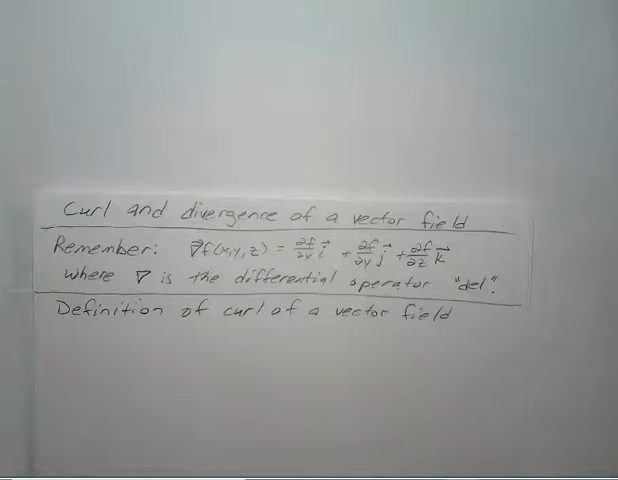 Curl and divergence of a vector field
Remember: ∇⃗f(x,y,z) = ∂f/∂y i⃗ + ∂f/∂y j⃗ + ∂f/∂z k⃗
where ∇ is the differential operator "del".
Definition of curl of a vector field